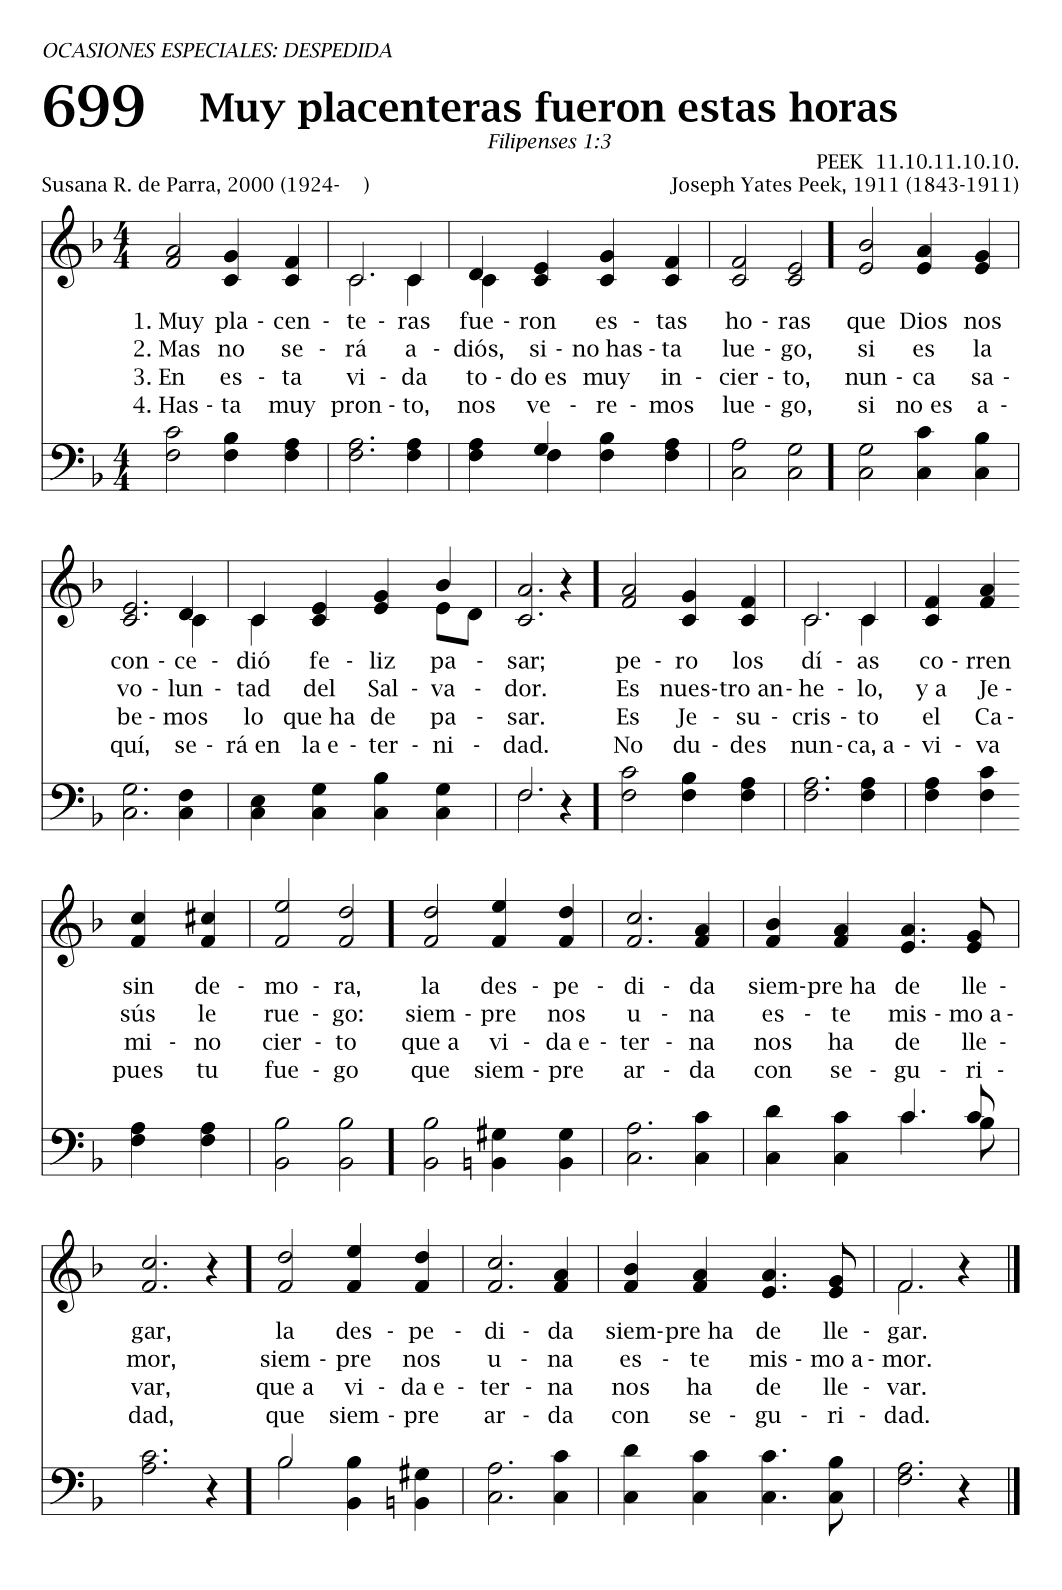 OCASIONES ESPECIALES: DESPEDIDA
699 Muy placenteras fueron estas horas
Filipenses 1:3
PEEK 11.10.11.10.10.
Susana R. de Parra, 2000 (1924- ) Joseph Yates Peek, 1911 (1843-1911)
1. Muy pla - cen - te - ras fue - ron es - tas ho - ras que Dios nos
2. Mas no se - rá a - diós, si - no has - ta lue - go, si es la
3. En es - ta vi - da to - do es muy in - cier - to, nun - ca sa -
4. Has - ta muy pron - to, nos ve - re - mos lue - go, si no es a -
con - ce - dió fe - liz pa - sar; pe - ro los dí - as co - rren
vo - lun - tad del Sal - va - dor. Es nues - tro an - he - lo, y a Je -
be - mos lo que ha de pa - sar. Es Je - su - cris - to el Ca -
quí, se - rá en la e - ter - ni - dad. No du - des nun - ca, a - vi - va
sin de - mo - ra, la des - pe - di - da siem - pre ha de lle -
sús le rue - go: siem - pre nos u - na es - te mis - mo a -
mi - no cier - to que a vi - da e - ter - na nos ha de lle -
pues tu fue - go que siem - pre ar - da con se - gu - ri -
gar, la des - pe - di - da siem - pre ha de lle - gar.
mor, siem - pre nos u - na es - te mis - mo a - mor.
var, que a vi - da e - ter - na nos ha de lle - var.
dad, que siem - pre ar - da con se - gu - ri - dad.